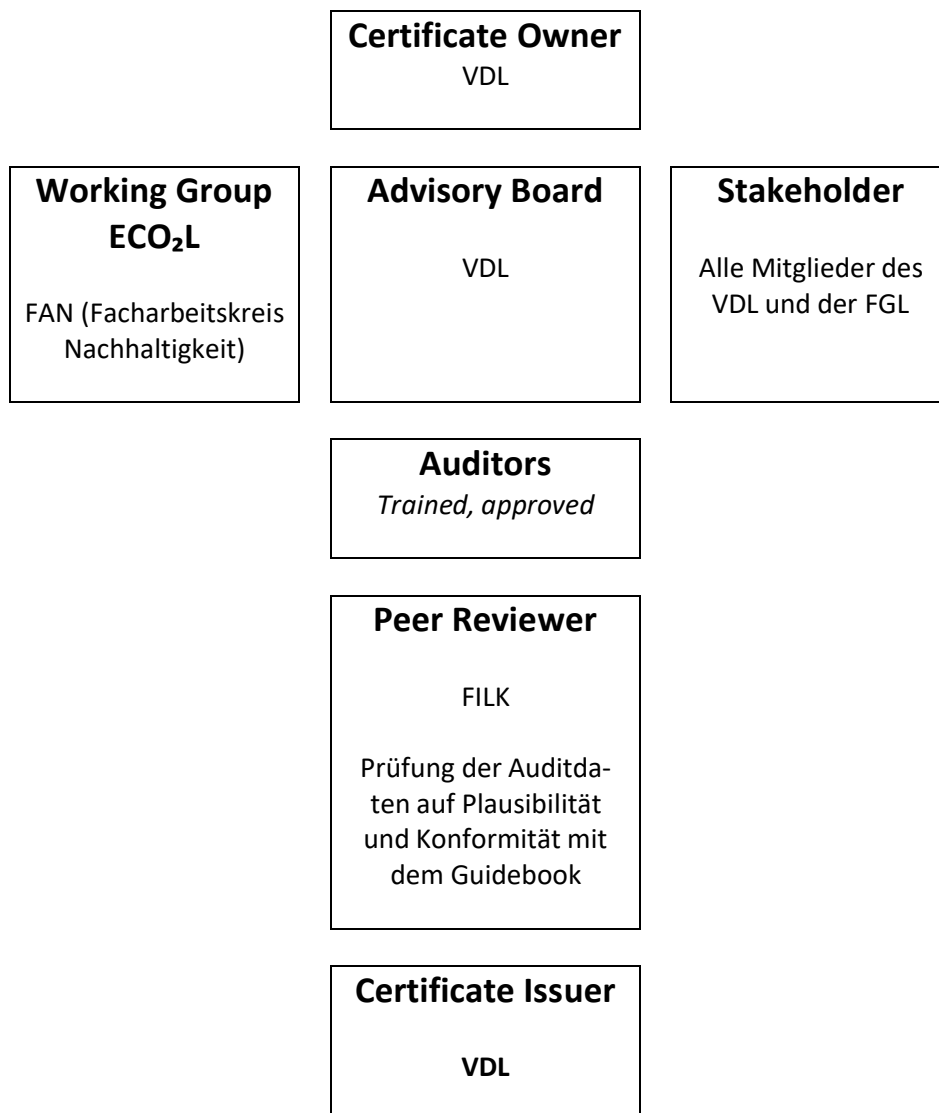 Certificate Owner
VDL
Working Group
ECO₂L
FAN (Facharbeitskreis
Nachhaltigkeit)
Advisory Board
VDL
Stakeholder
Alle Mitglieder des
VDL und der FGL
Auditors
Trained, approved
Peer Reviewer
FILK
Prüfung der Auditda-
ten auf Plausibilität
und Konformität mit
dem Guidebook
Certificate Issuer
VDL